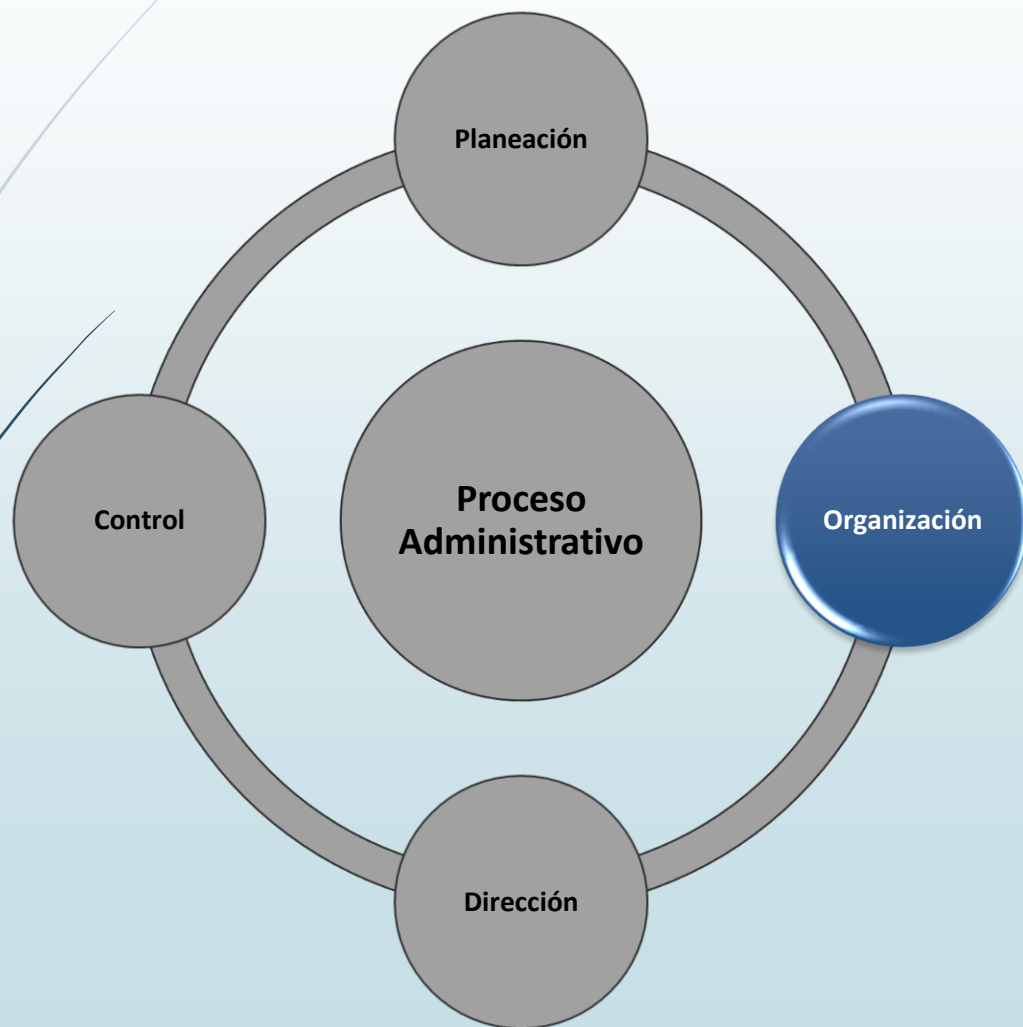 Planeación
Control
Proceso
Administrativo
Organización
Dirección